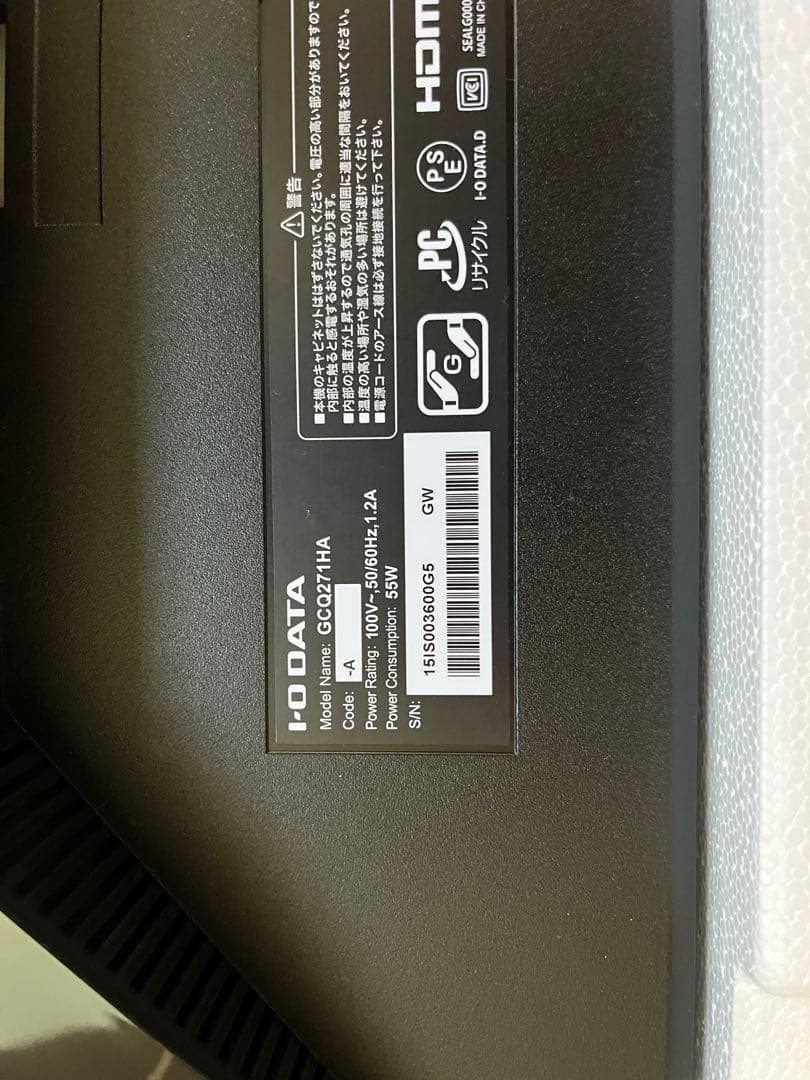 I-O DATA
Model Name: GCQ271HA
Code: -A
Power Rating: 100V~,50/60Hz,1.2A
Power Consumption: 55W
S/N: 15IS003600G5 GW
警告
■本機のキャビネットははずさないでください。電圧の高い部分がありますので
内部に触ると感電するおそれがあります。
■内部の温度が上昇するので通気孔の周囲に適当な間隔をおいてください。
■温度の高い場所や湿気の多い場所は避けてください。
■電源コードのアース線は必ず接地接続を行って下さい。
G
PC
リサイクル
PSE
I-O DATA.D
HDM
VCI
SEALG000
MADE IN CH